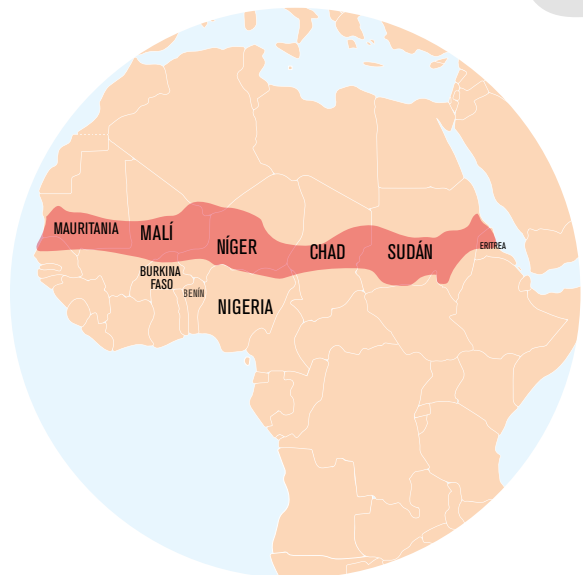 MAURITANIA
MALÍ
NÍGER
CHAD
SUDÁN
ERITREA
BURKINA
FASO
BENÍN
NIGERIA